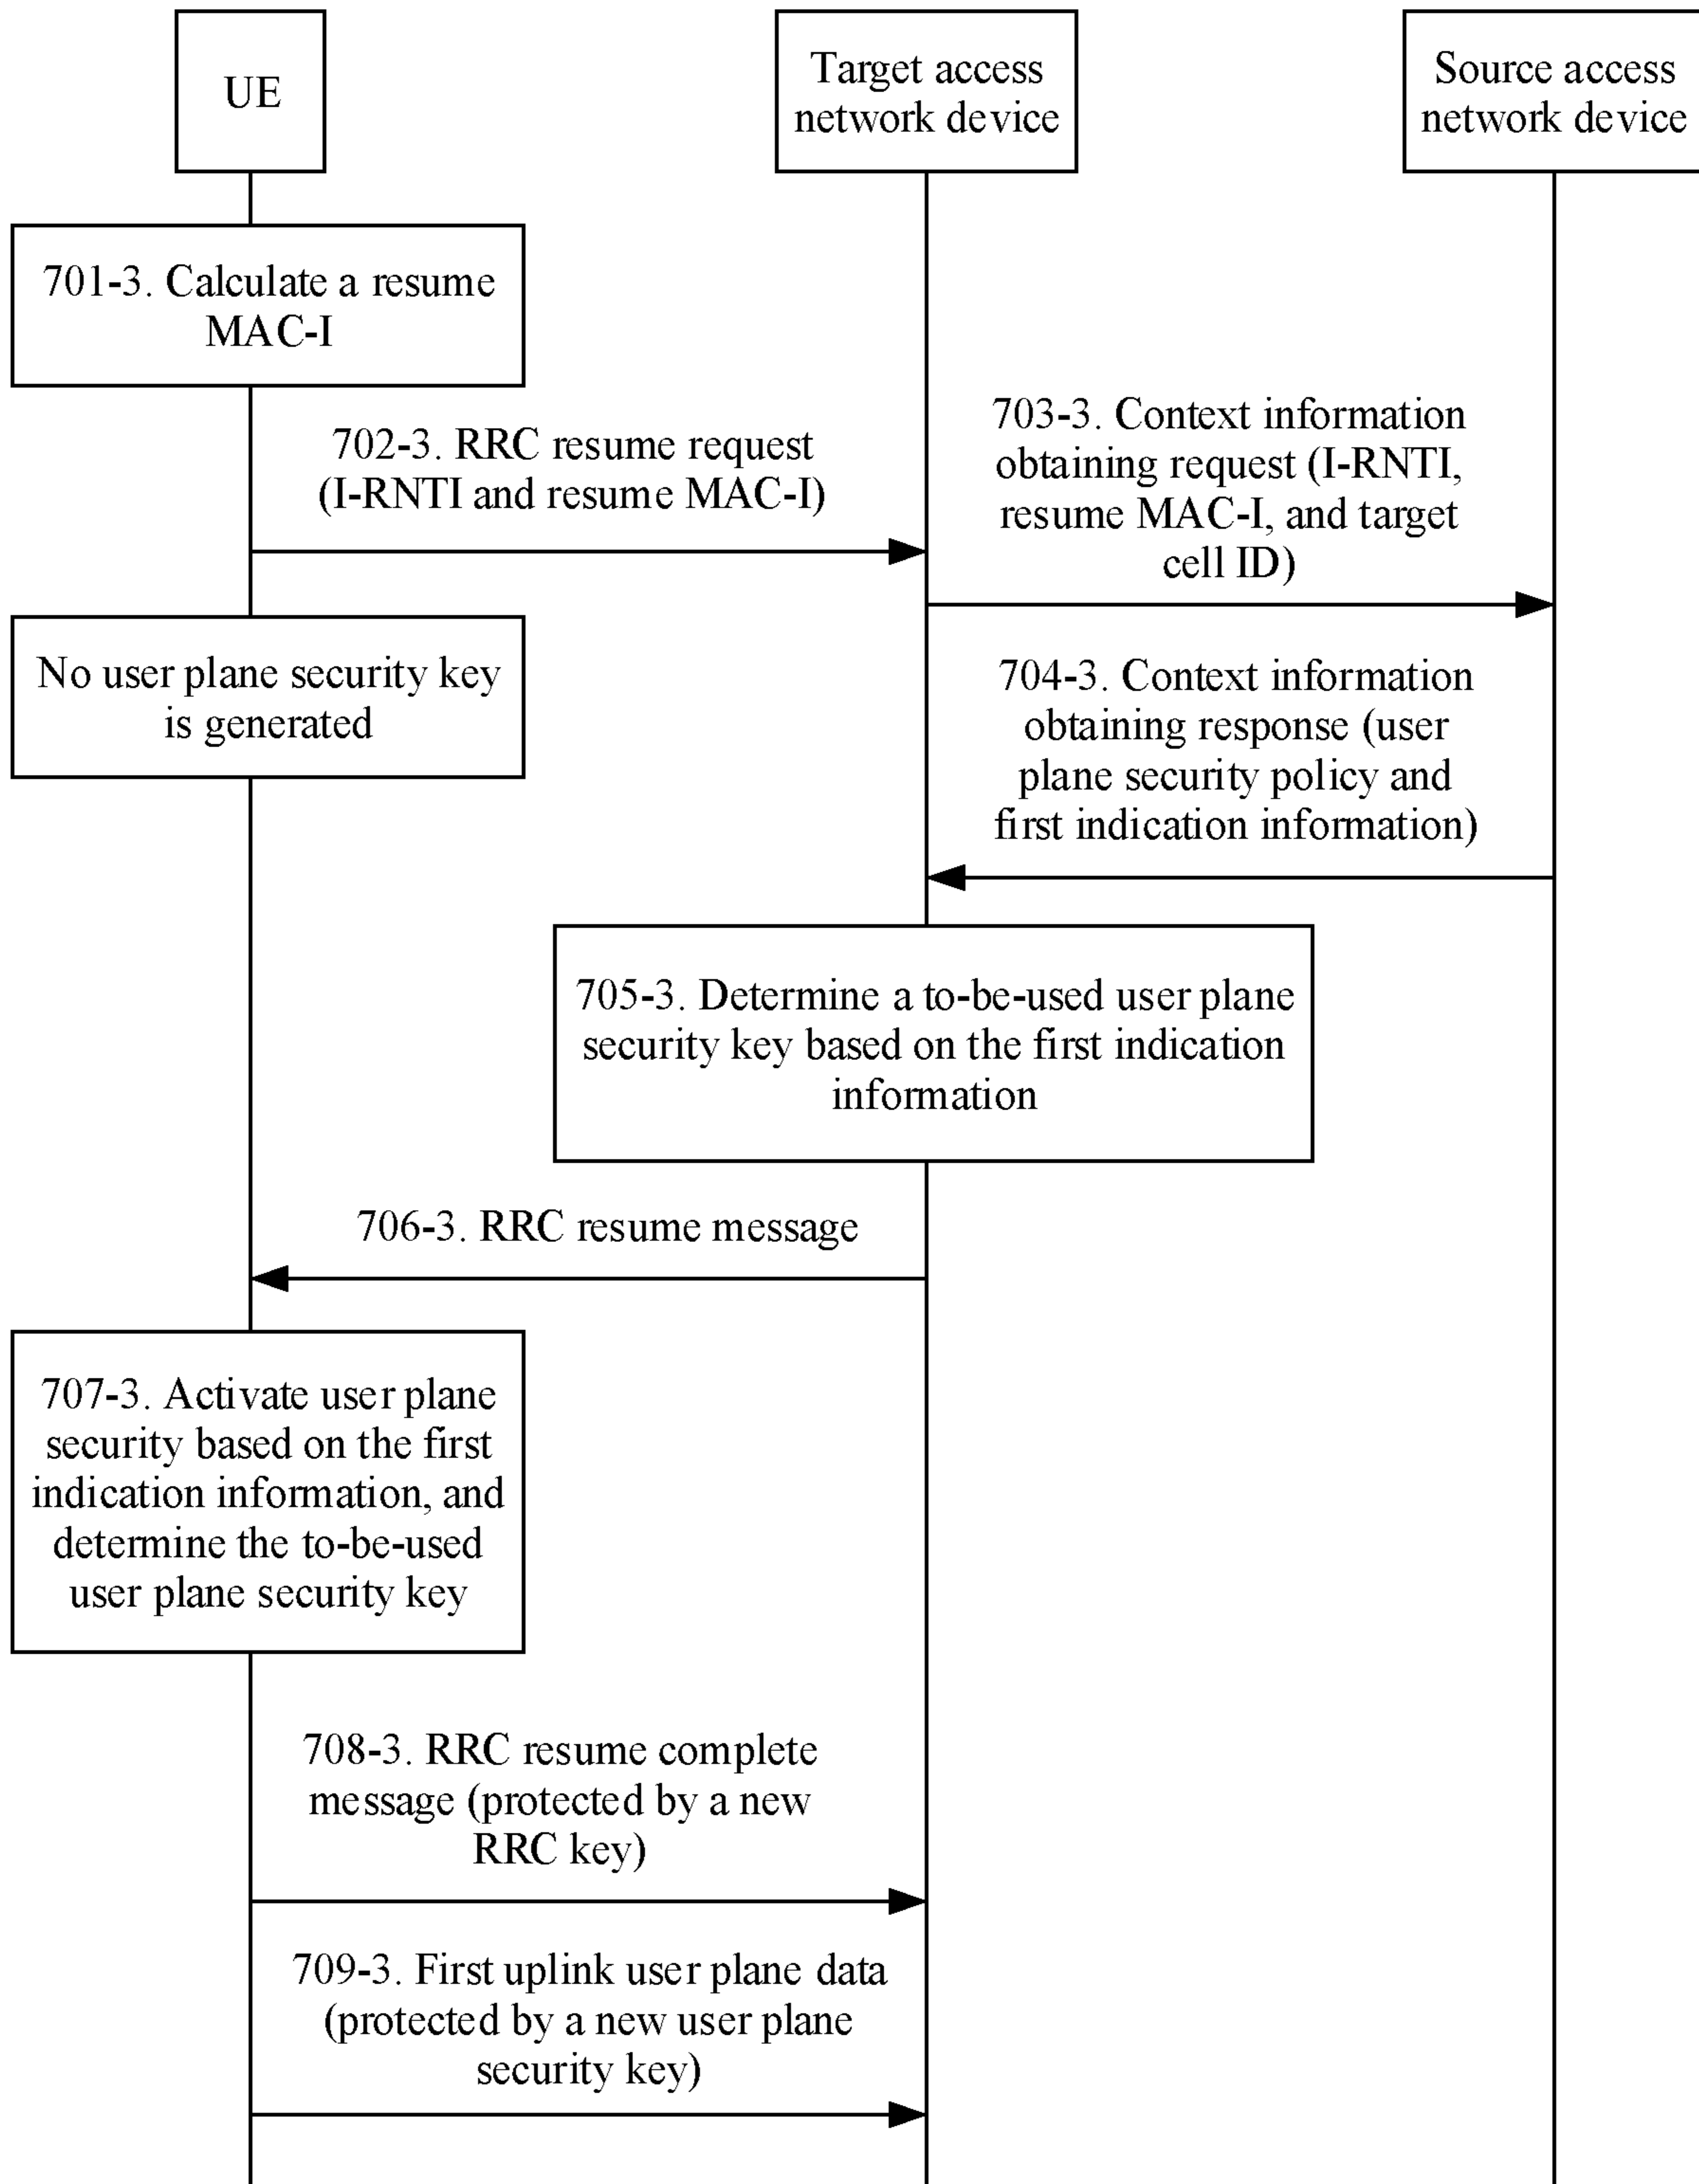 UE
Target access
network device
Source access
network device
701-3. Calculate a resume
MAC-I
702-3. RRC resume request
(I-RNTI and resume MAC-I)
703-3. Context information
obtaining request (I-RNTI,
resume MAC-I, and target
cell ID)
No user plane security key
is generated
704-3. Context information
obtaining response (user
plane security policy and
first indication information)
705-3. Determine a to-be-used user plane
security key based on the first indication
information
706-3. RRC resume message
707-3. Activate user plane
security based on the first
indication information, and
determine the to-be-used
user plane security key
708-3. RRC resume complete
message (protected by a new
RRC key)
709-3. First uplink user plane data
(protected by a new user plane
security key)